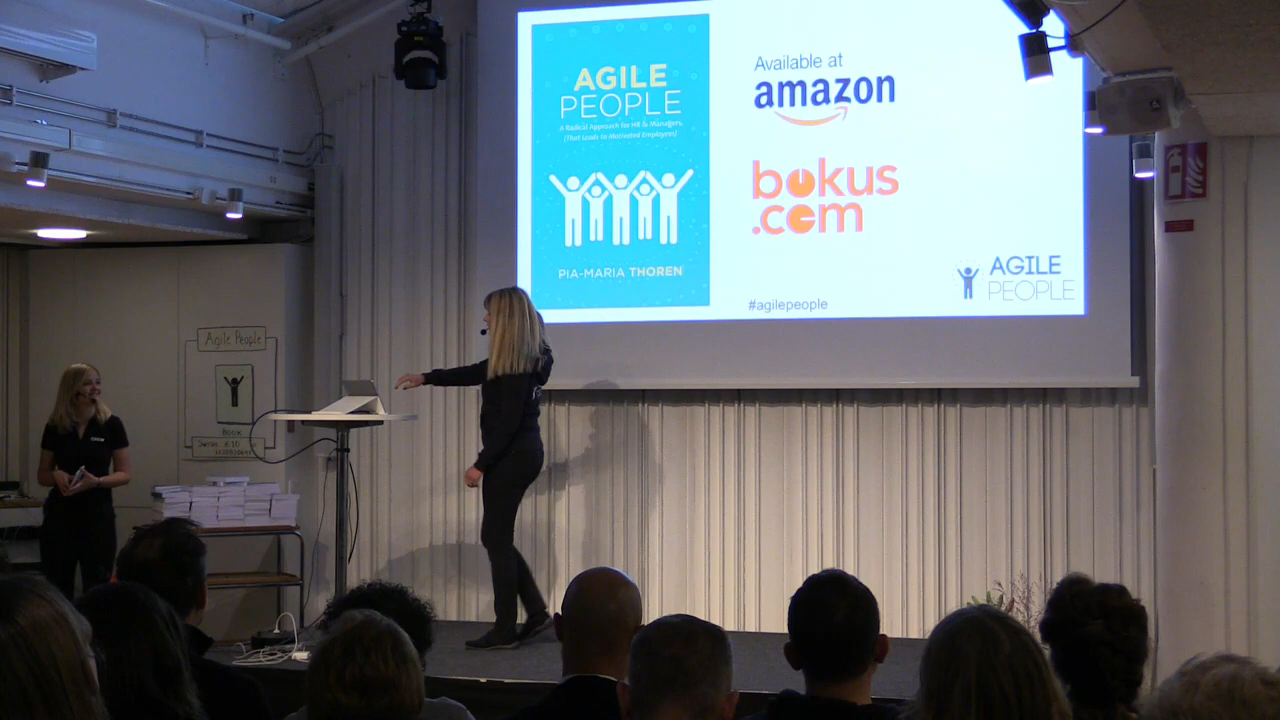 AGILE
PEOPLE
A Radical Approach for HR & Managers,
(That Leads to Motivated Employees)
PIA-MARIA THOREN
Available at
amazon
bokus
.com
#agilepeople
AGILE
PEOPLE
Agile People
Book